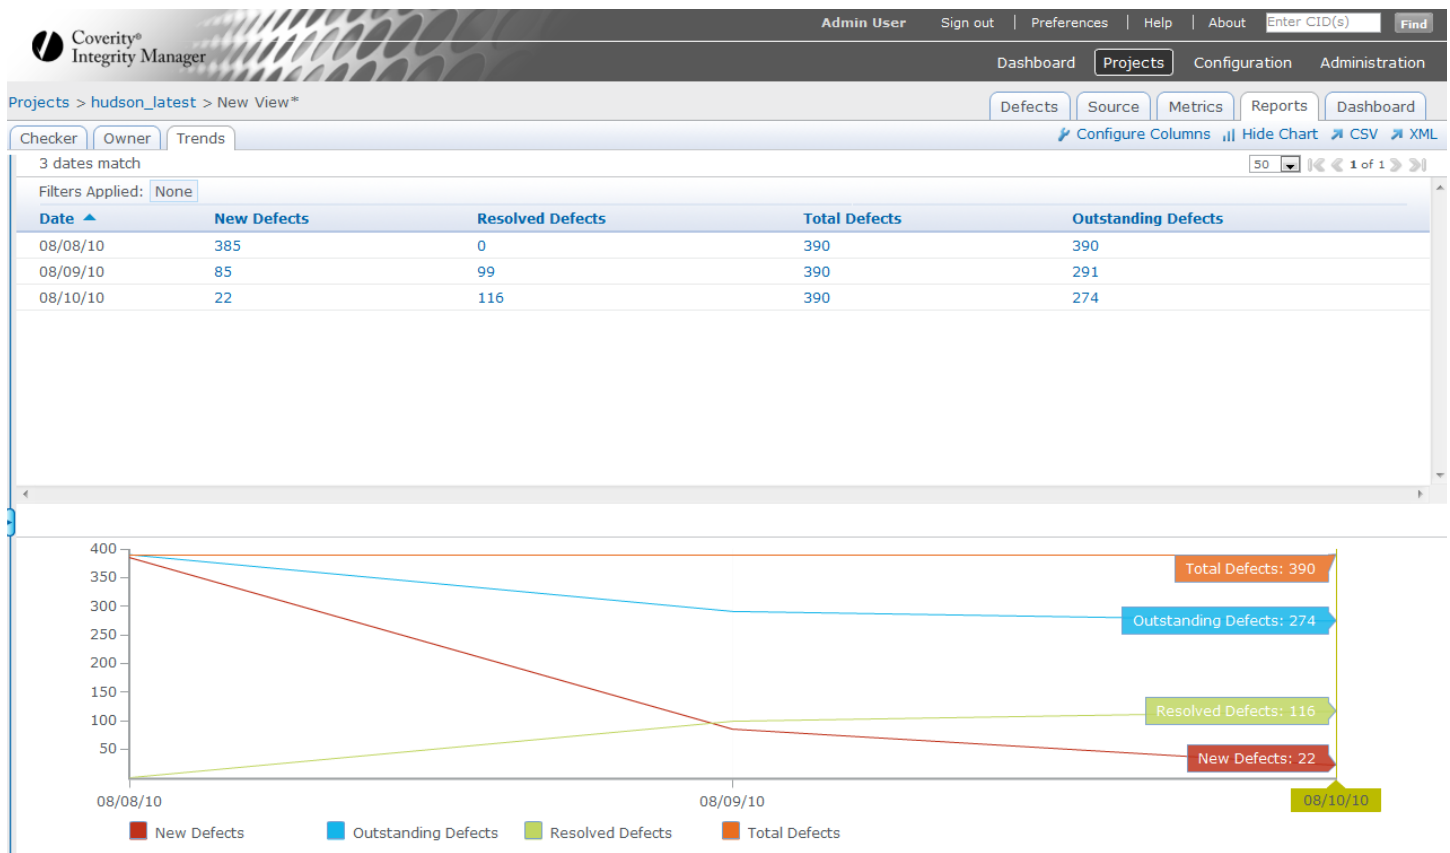 Coverity®
Integrity Manager
Admin User Sign out | Preferences | Help | About Enter CID(s) Find
Dashboard Projects Configuration Administration
Projects > hudson_latest > New View*
Defects Source Metrics Reports Dashboard
Checker Owner Trends
Configure Columns Hide Chart CSV XML
3 dates match
50 1 of 1
Filters Applied: None
Date New Defects Resolved Defects Total Defects Outstanding Defects
08/08/10 385 0 390 390
08/09/10 85 99 390 291
08/10/10 22 116 390 274
400
350
300
250
200
150
100
50
Total Defects: 390
Outstanding Defects: 274
Resolved Defects: 116
New Defects: 22
08/08/10 08/09/10 08/10/10
New Defects Outstanding Defects Resolved Defects Total Defects